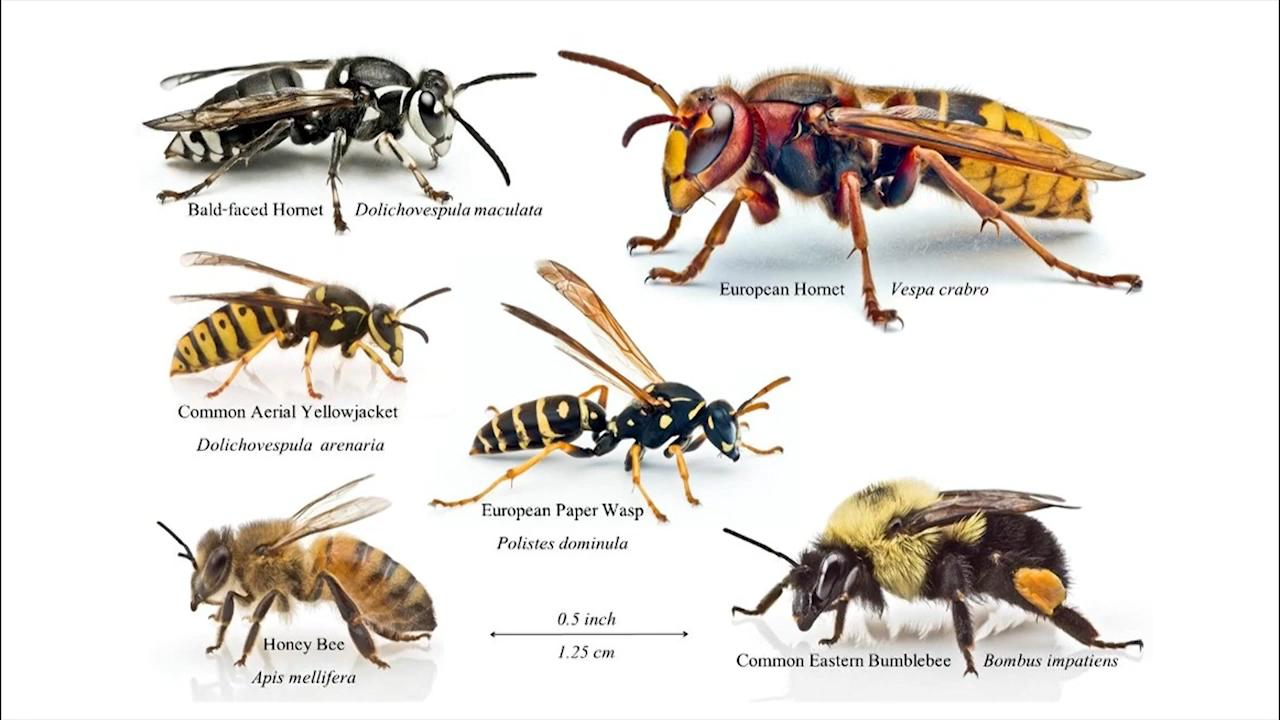 Bald-faced Hornet Dolichovespula maculata
European Hornet Vespa crabro
Common Aerial Yellowjacket
Dolichovespula arenaria
European Paper Wasp
Polistes dominula
Honey Bee
Apis mellifera
0.5 inch
1.25 cm
Common Eastern Bumblebee Bombus impatiens